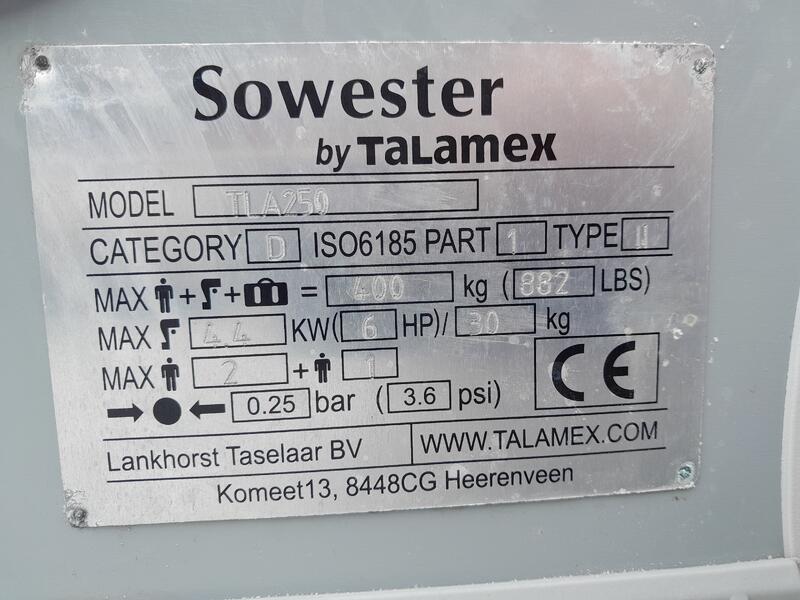 Sowester
by TaLamex
MODEL TLA250
CATEGORY D ISO6185 PART 1 TYPE II
MAX + + = 400 kg (882 LBS)
MAX 4.4 KW(6 HP)/ 30 kg
MAX 2 + 1
0.25 bar (3.6 psi)
CE
Lankhorst Taselaar BV WWW.TALAMEX.COM
Komeet13, 8448CG Heerenveen